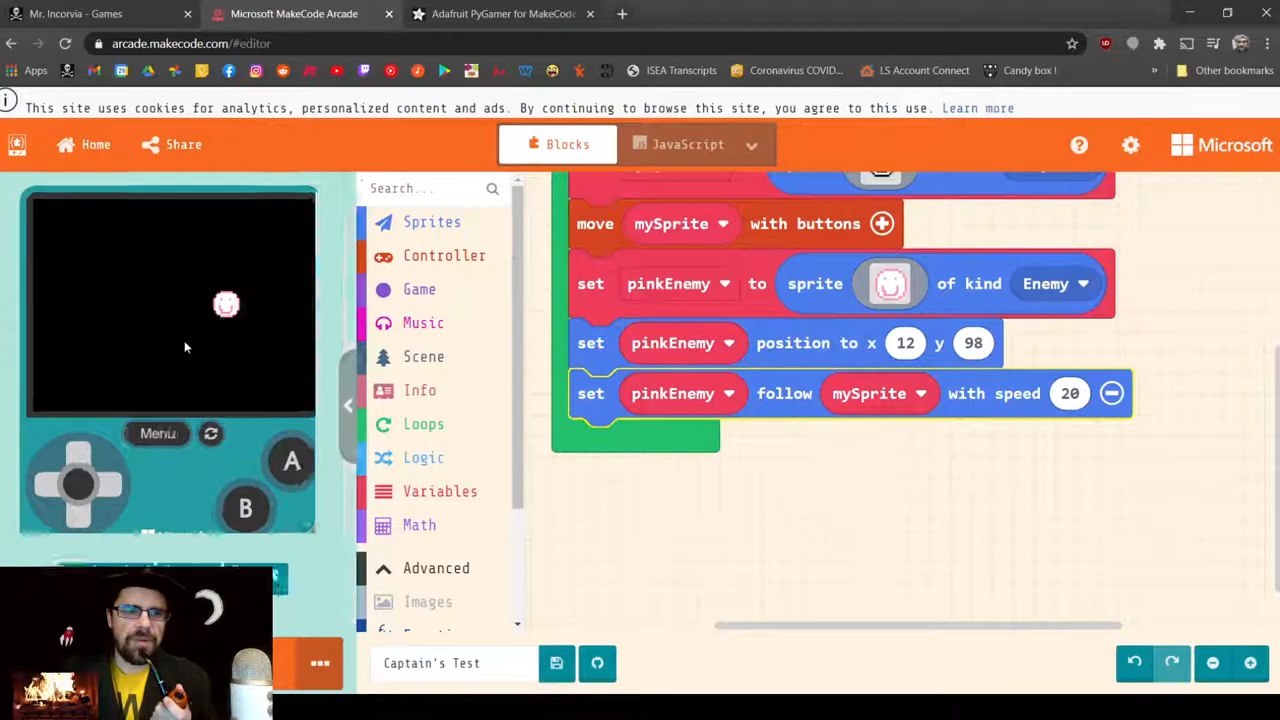 Mr. Incorvia - Games
Microsoft MakeCode Arcade
Adafruit PyGamer for MakeCode
arcade.makecode.com/#editor
Apps
ISEA Transcripts
Coronavirus COVID...
LS Account Connect
Candy box !
Other bookmarks
This site uses cookies for analytics, personalized content and ads. By continuing to browse this site, you agree to this use. Learn more
Home
Share
Blocks
JavaScript
Microsoft
Search...
Sprites
Controller
Game
Music
Scene
Info
Loops
Logic
Variables
Math
Advanced
Images
move mySprite with buttons
set pinkEnemy to sprite of kind Enemy
set pinkEnemy position to x 12 y 98
set pinkEnemy follow mySprite with speed 20
Menu
A
B
Captain's Test